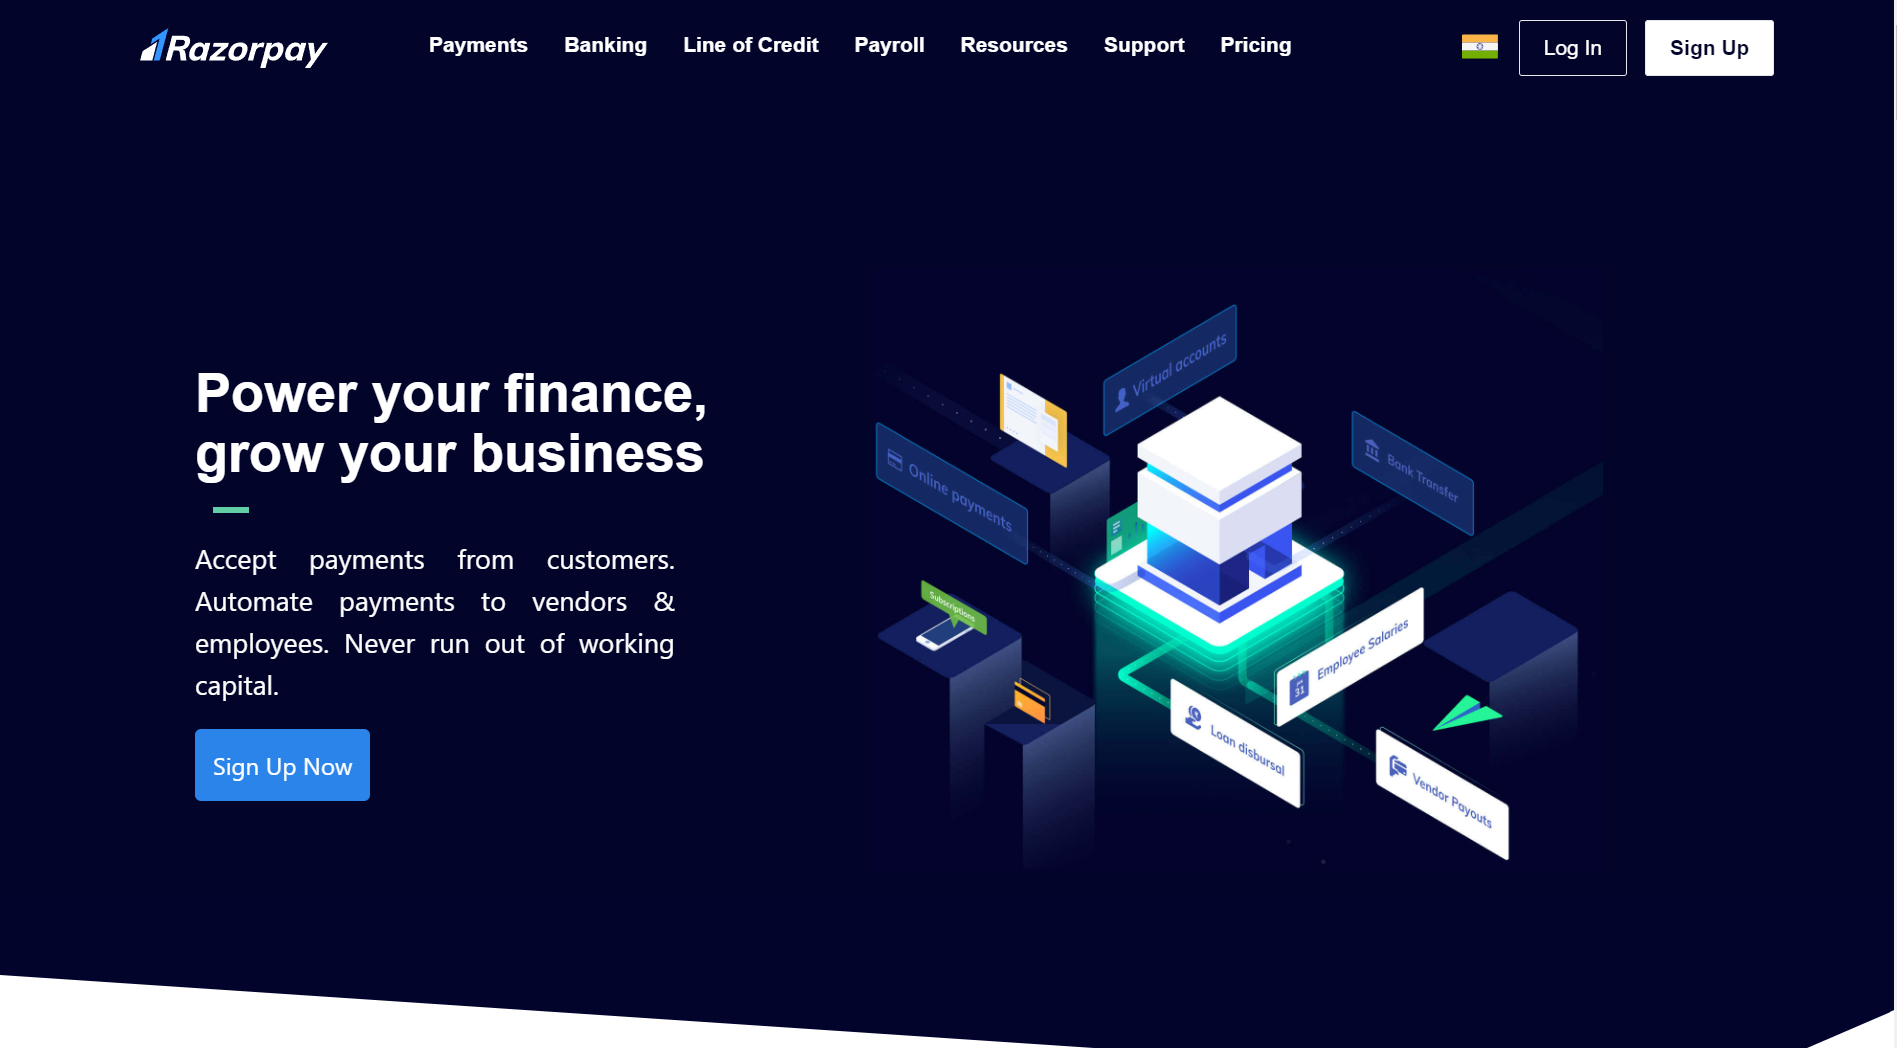 Razorpay
Payments
Banking
Line of Credit
Payroll
Resources
Support
Pricing
Log In
Sign Up
Power your finance,
grow your business
Accept payments from customers.
Automate payments to vendors &
employees. Never run out of working
capital.
Sign Up Now
Virtual accounts
Online payments
Bank Transfer
Subscriptions
Employee Salaries
31
Loan disbursal
Vendor Payouts